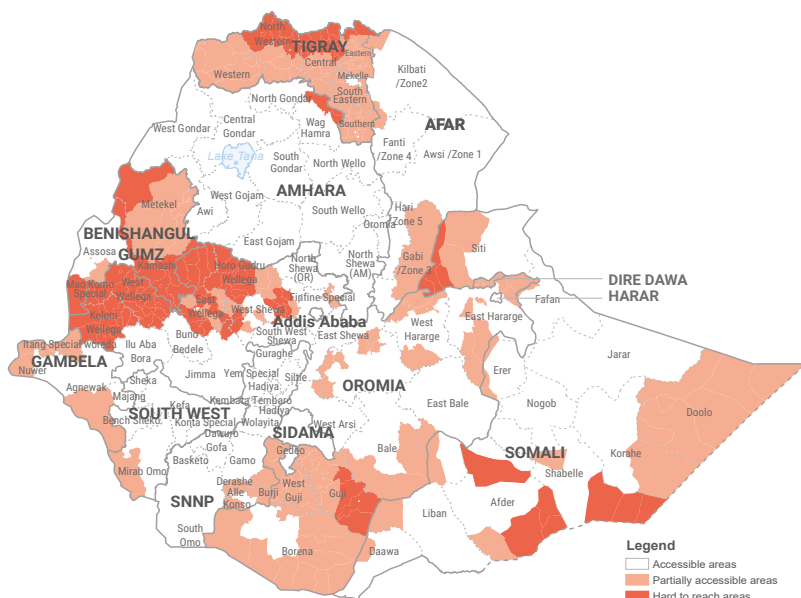 North
Western
TIGRAY
Eastern
Central
Western
Mekelle
South
Eastern
Southern
Kilbati
/Zone2
North Gondar
Central
Gondar
West Gondar
Wag
Hamra
AFAR
Fanti
/Zone 4
Awsi /Zone 1
Lake Tana
South
Gondar
North Wello
AMHARA
Metekel
West Gojam
Awi
South Wello
Oromia
Hari
/Zone 5
East Gojam
BENISHANGUL
GUMZ
Assosa
Kamashi
Horo Gudru
Wellega
North
Shewa
(OR)
North
Shewa
(AM)
Gabi
/Zone 3
Siti
Mao Komo
Special
West
Wellega
East
Wellega
West Shewa
Finfine Special
DIRE DAWA
HARAR
Fafan
Kelem
Wellega
Addis Ababa
East Hararge
West
Hararge
Itang Special woreda
Ilu Aba
Bora
Buno
Bedele
South West
Shewa
East Shewa
GAMBELA
Nuwer
Guraghe
Jarar
Agnewak
Sheka
Jimma
Yem Special
Hadiya
Siltie
OROMIA
Erer
Majang
Kefa
Kembata Tembaro
Hadiya
East Bale
Nogob
Doolo
SOUTH WEST
Bench Sheko
Konta Special
Wolayita
West Arsi
Dawuro
SIDAMA
Gofa
Gedeo
Bale
SOMALI
Korahe
Basketo
Gamo
Shabelle
Mirab Omo
Derashe
Alle
Konso
Burji
West
Guji
Guji
SNNP
Afder
Liban
South
Omo
Borena
Daawa
Legend
Accessible areas
Partially accessible areas
Hard to reach areas